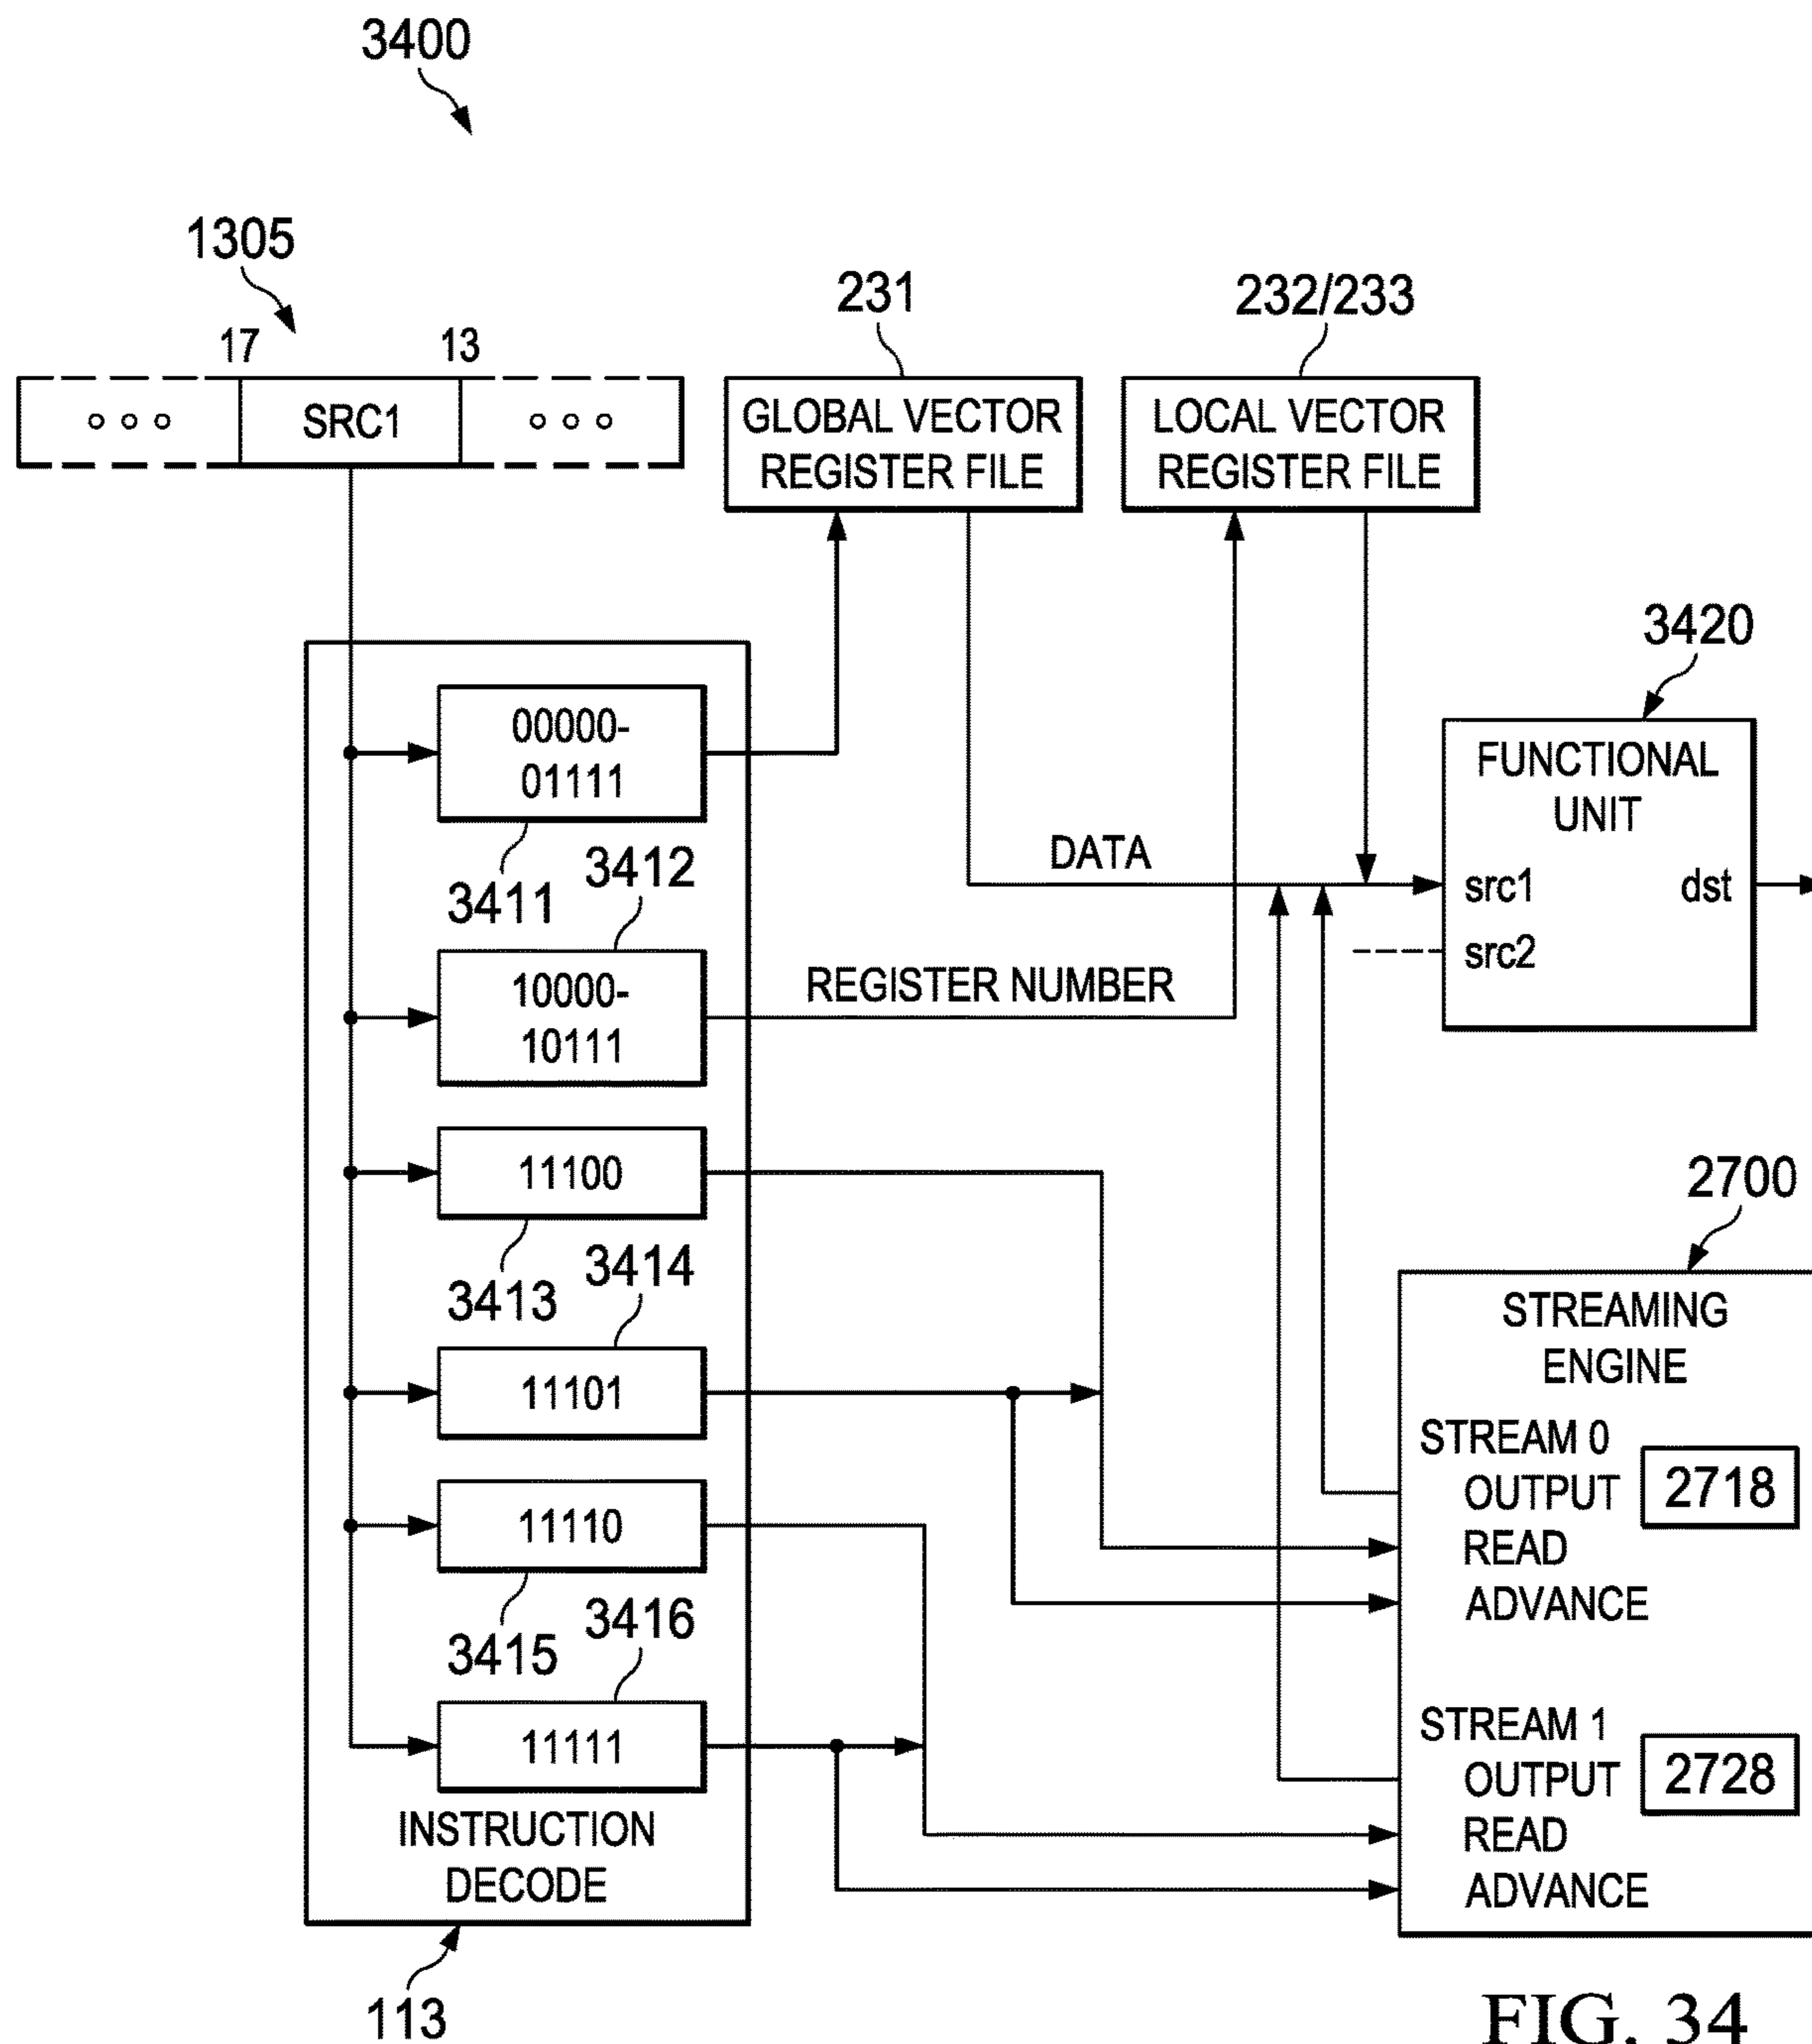 3400
1305
17
13
231
232/233
° ° °
SRC1
° ° °
GLOBAL VECTOR
REGISTER FILE
LOCAL VECTOR
REGISTER FILE
3420
00000-
01111
3411
FUNCTIONAL
UNIT
src1
dst
src2
DATA
3412
10000-
10111
REGISTER NUMBER
11100
3413
2700
3414
11101
STREAMING
ENGINE
STREAM 0
OUTPUT
2718
READ
ADVANCE
11110
3415
3416
11111
STREAM 1
OUTPUT
2728
READ
ADVANCE
INSTRUCTION
DECODE
113
FIG. 34